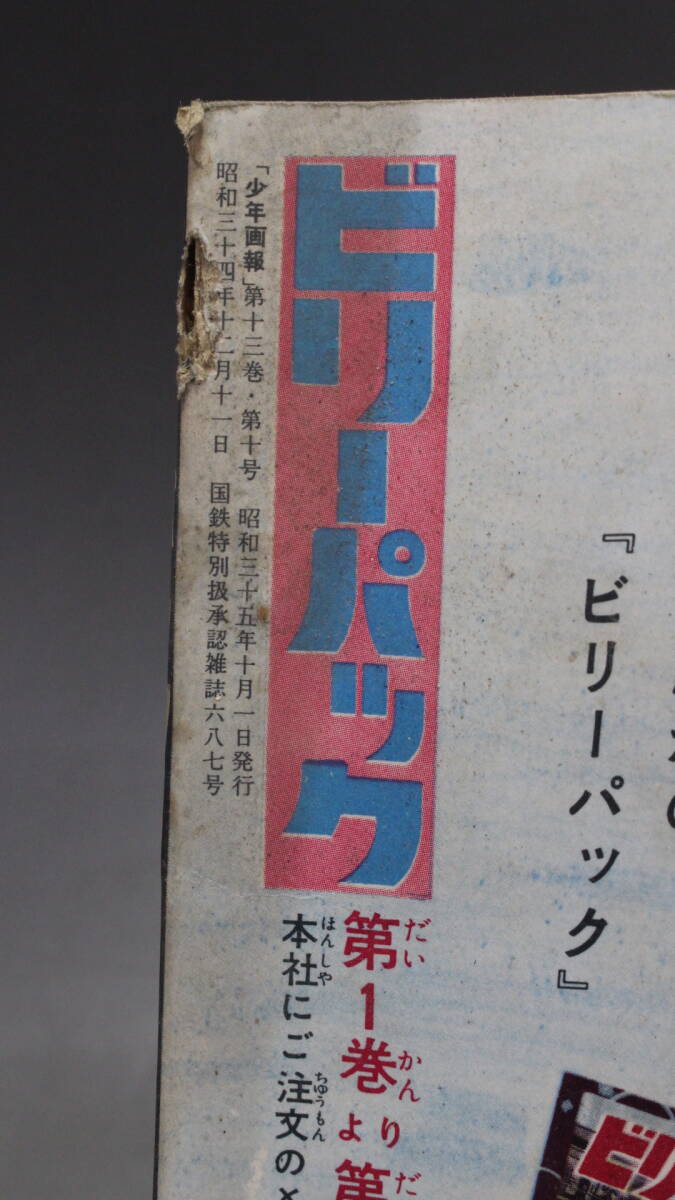 『ビリーパック』
ビリーパック
第1巻より第
本社にご注文の
「少年画報」第十三巻・第十号　昭和三十五年十月一日発行
昭和三十四年十二月十一日　国鉄特別扱承認雑誌六八七号